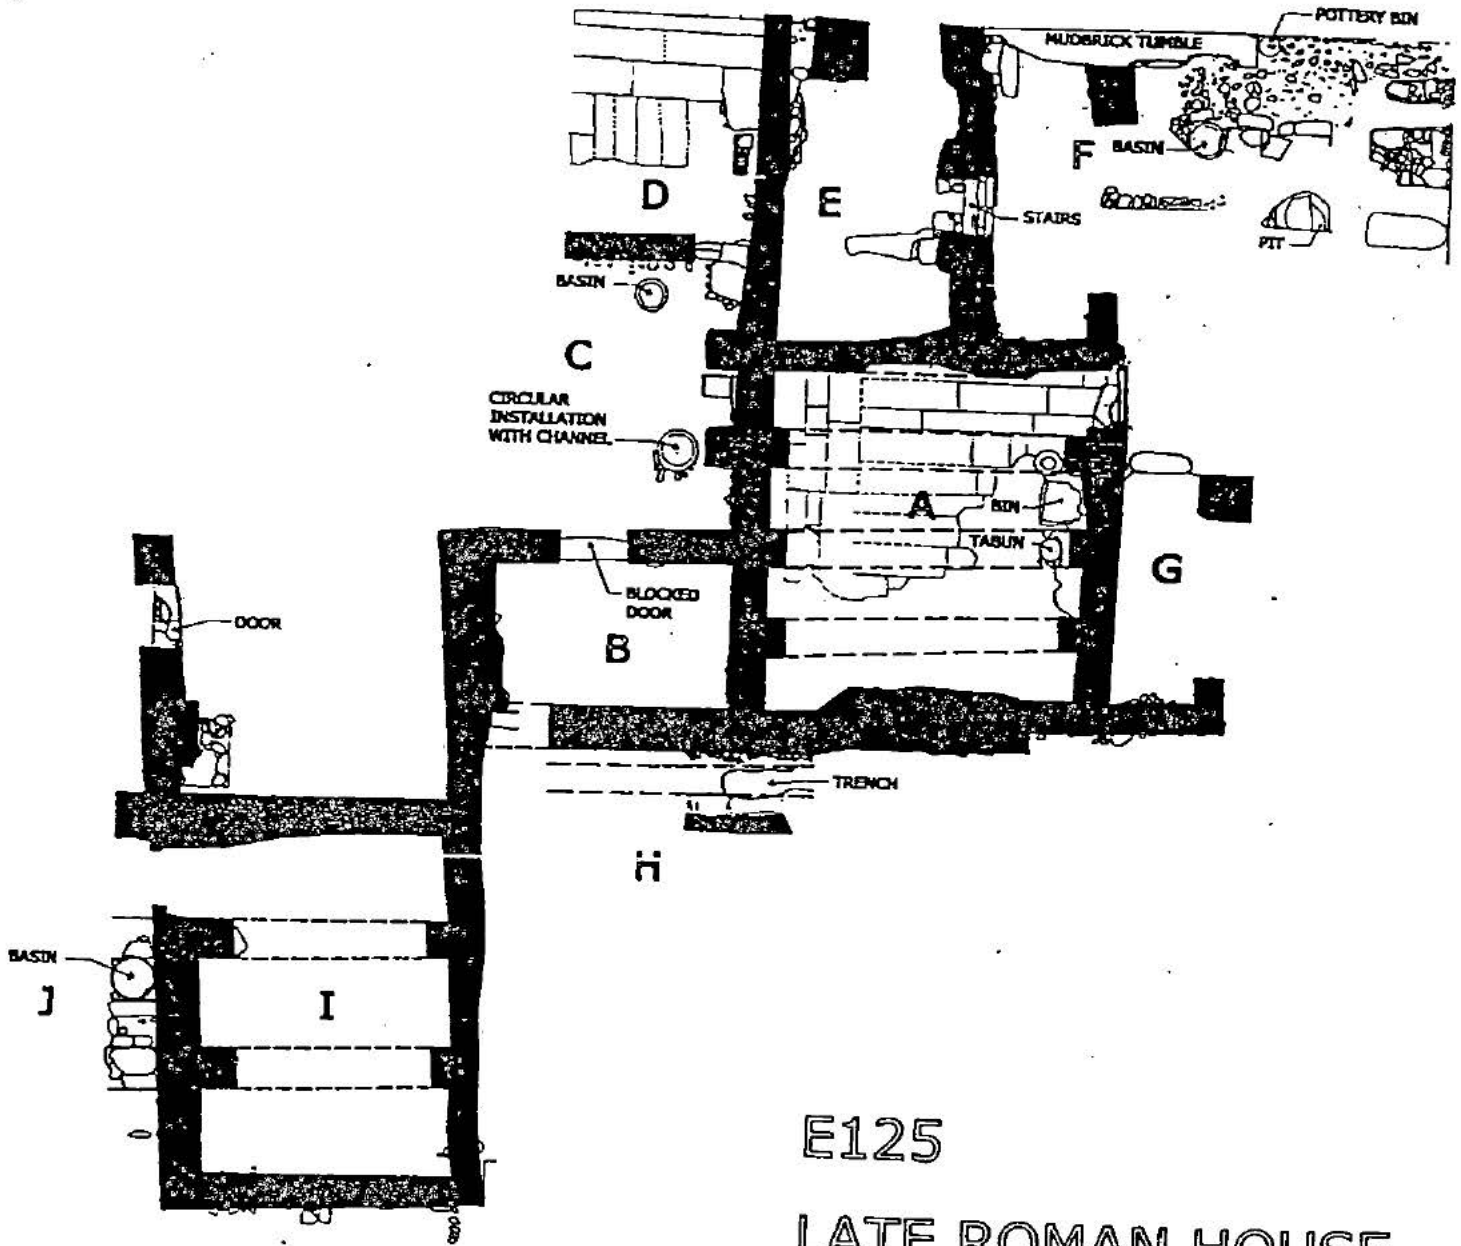 POTTERY BIN
MUDBRICK TUMBLE
F
BASIN
D
E
STAIRS
PIT
BASIN
C
CIRCULAR
INSTALLATION
WITH CHANNEL
A
BIN
TABUN
G
BLOCKED
DOOR
DOOR
B
TRENCH
H
BASIN
J
I
E125
LATE ROMAN HOUSE